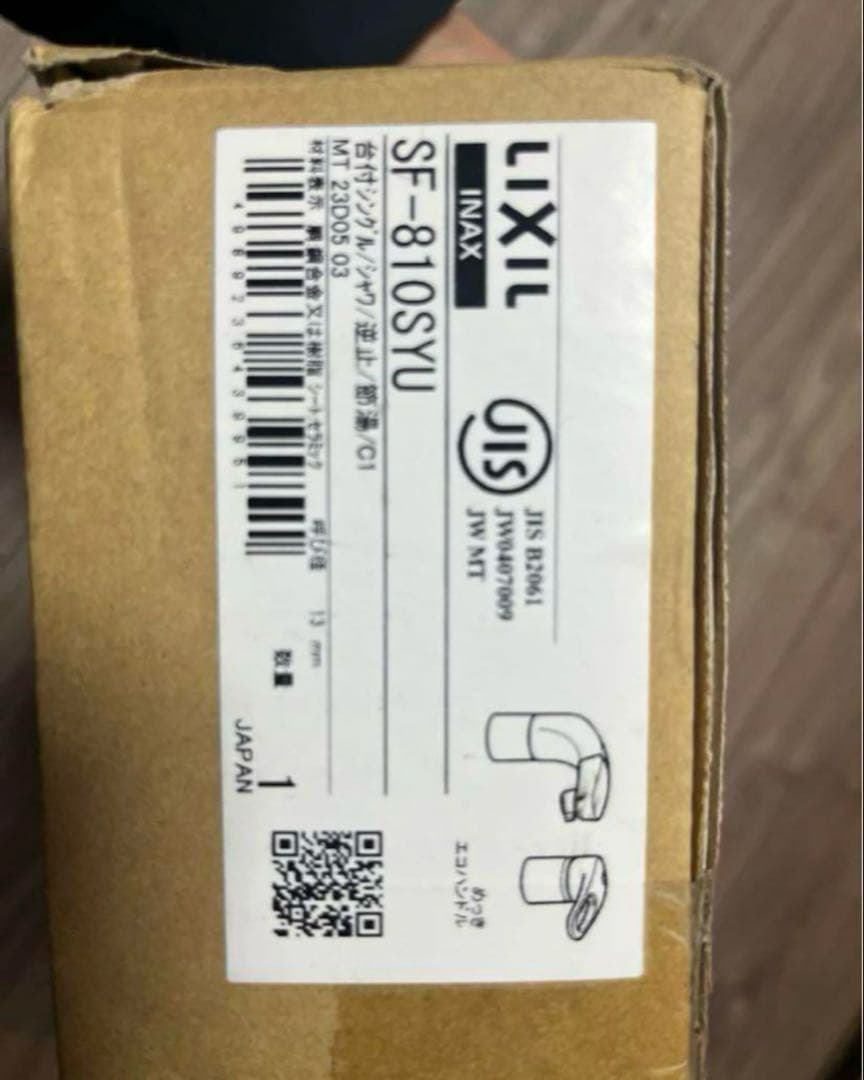 LIXIL
INAX
JIS
JIS B2061
JW0407009
JW MT
SF-810SYU
台付シングル/シャワ/逆止/節湯/C1
MT 23D05 03
材料表示 銅合金又は樹脂 シートセラミック 呼び径 13 mm
数量 1
JAPAN
めっき
エコハンドル